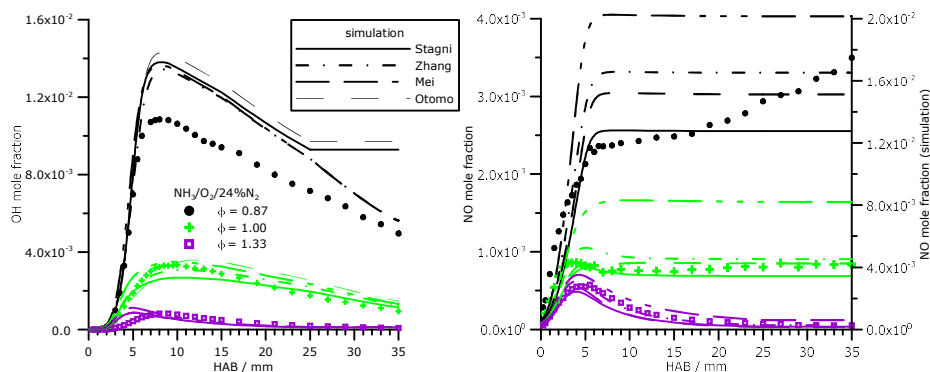 1.6x10⁻²
1.2x10⁻²
8.0x10⁻³
4.0x10⁻³
0.0
OH mole fraction
0 5 10 15 20 25 30 35
HAB / mm
simulation
Stagni
Zhang
Mei
Otomo
NH₃/O₂/24%N₂
ϕ = 0.87
ϕ = 1.00
ϕ = 1.33
4.0x10⁻³
3.0x10⁻³
2.0x10⁻³
1.0x10⁻³
0.0x10⁰
NO mole fraction
0 5 10 15 20 25 30 35
HAB / mm
2.0x10⁻²
1.6x10⁻²
1.2x10⁻²
8.0x10⁻³
4.0x10⁻³
0.0x10⁰
NO mole fraction (simulation)